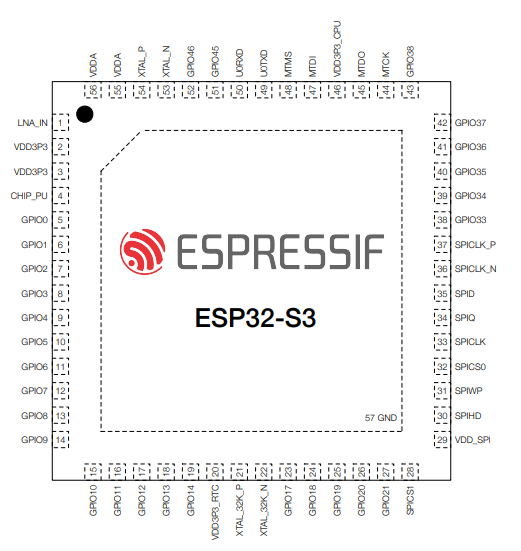 VDDA
VDDA
XTAL_P
XTAL_N
GPIO46
GPIO45
U0RXD
U0TXD
MTMS
MTDI
VDD3P3_CPU
MTDO
MTCK
GPIO38
56 55 54 53 52 51 50 49 48 47 46 45 44 43
LNA_IN 1
VDD3P3 2
VDD3P3 3
CHIP_PU 4
GPIO0 5
GPIO1 6
GPIO2 7
GPIO3 8
GPIO4 9
GPIO5 10
GPIO6 11
GPIO7 12
GPIO8 13
GPIO9 14
ESPRESSIF
ESP32-S3
57 GND
42 GPIO37
41 GPIO36
40 GPIO35
39 GPIO34
38 GPIO33
37 SPICLK_P
36 SPICLK_N
35 SPID
34 SPIQ
33 SPICLK
32 SPICS0
31 SPIWP
30 SPIHD
29 VDD_SPI
15 16 17 18 19 20 21 22 23 24 25 26 27 28
GPIO10
GPIO11
GPIO12
GPIO13
GPIO14
VDD3P3_RTC
XTAL_32K_P
XTAL_32K_N
GPIO17
GPIO18
GPIO19
GPIO20
GPIO21
SPICS1